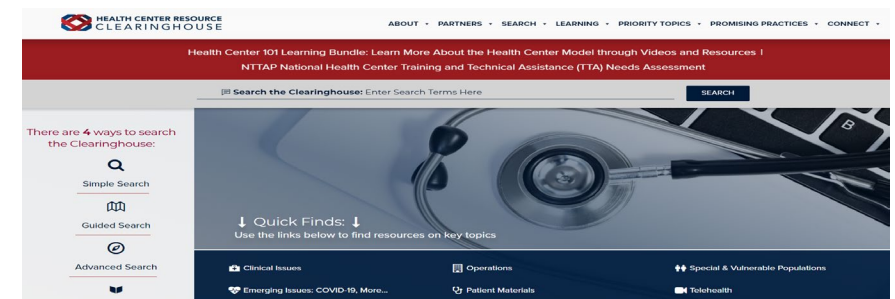 HEALTH CENTER RESOURCE
CLEARINGHOUSE
ABOUT PARTNERS SEARCH LEARNING PRIORITY TOPICS PROMISING PRACTICES CONNECT
Health Center 101 Learning Bundle: Learn More About the Health Center Model through Videos and Resources |
NTTAP National Health Center Training and Technical Assistance (TTA) Needs Assessment
Search the Clearinghouse: Enter Search Terms Here
SEARCH
There are 4 ways to search
the Clearinghouse:
Simple Search
Guided Search
Advanced Search
B
↓ Quick Finds: ↓
Use the links below to find resources on key topics
Clinical Issues
Operations
Special & Vulnerable Populations
Emerging Issues: COVID-19, More...
Patient Materials
Telehealth